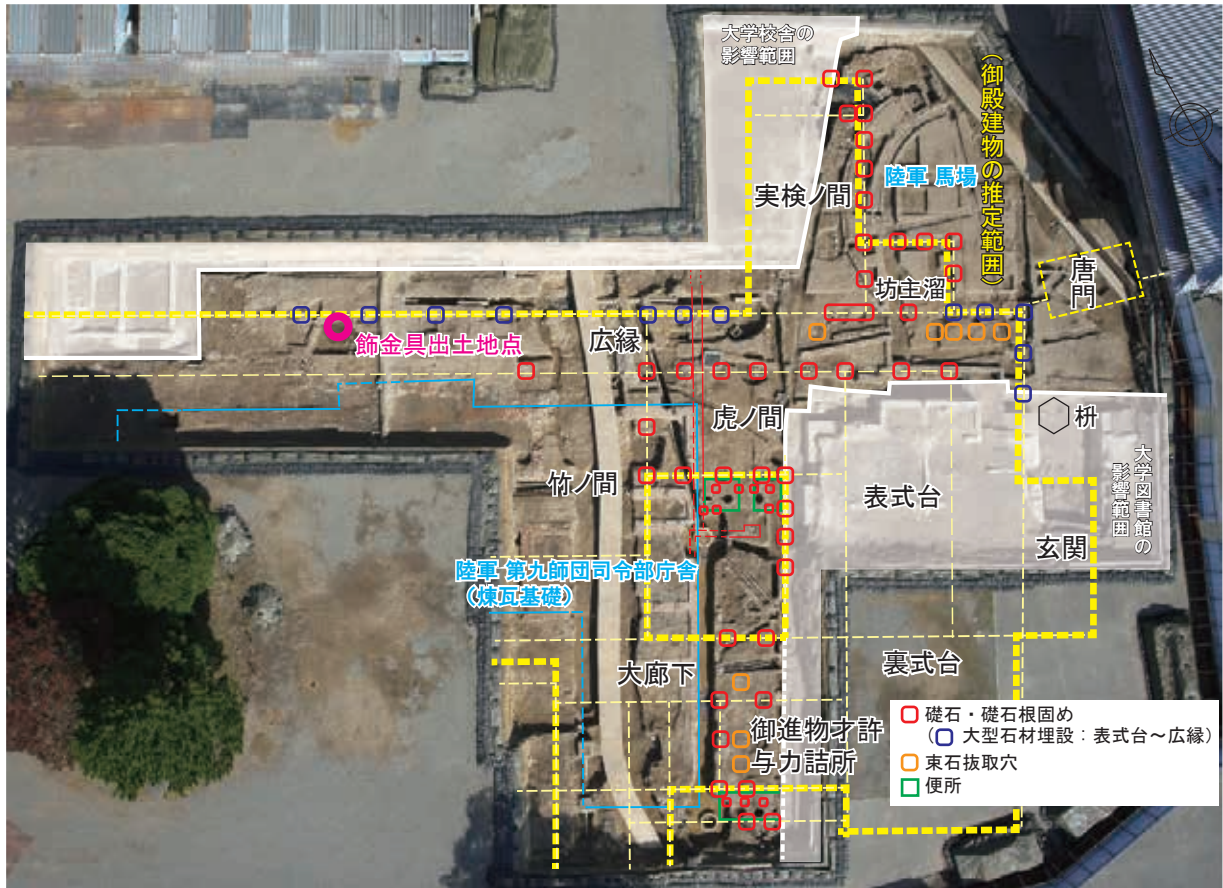 大学校舎の
影響範囲
（御殿建物の推定範囲）
陸軍 馬場
実検ノ間
坊主溜
唐門
飾金具出土地点
広縁
虎ノ間
枡
竹ノ間
表式台
大学図書館の
影響範囲
玄関
陸軍 第九師団司令部庁舎
（煉瓦基礎）
大廊下
裏式台
御進物才許
与力詰所
礎石・礎石根固め
（ 大型石材埋設：表式台～広縁）
束石抜取穴
便所